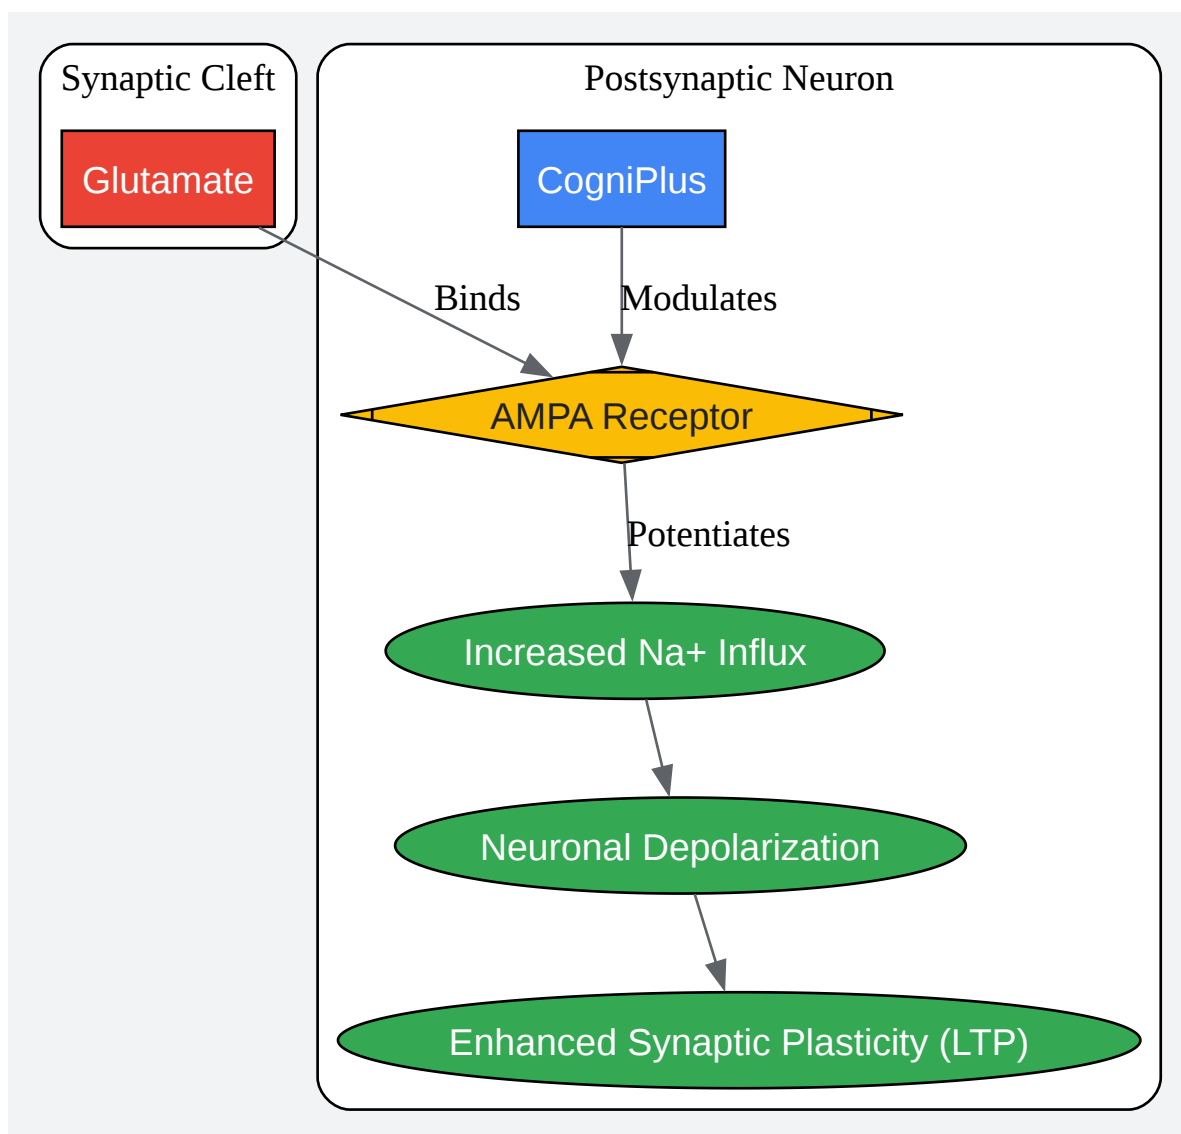 Synaptic Cleft
Postsynaptic Neuron
Glutamate
CogniPlus
Binds
Modulates
AMPA Receptor
Potentiates
Increased Na+ Influx
Neuronal Depolarization
Enhanced Synaptic Plasticity (LTP)